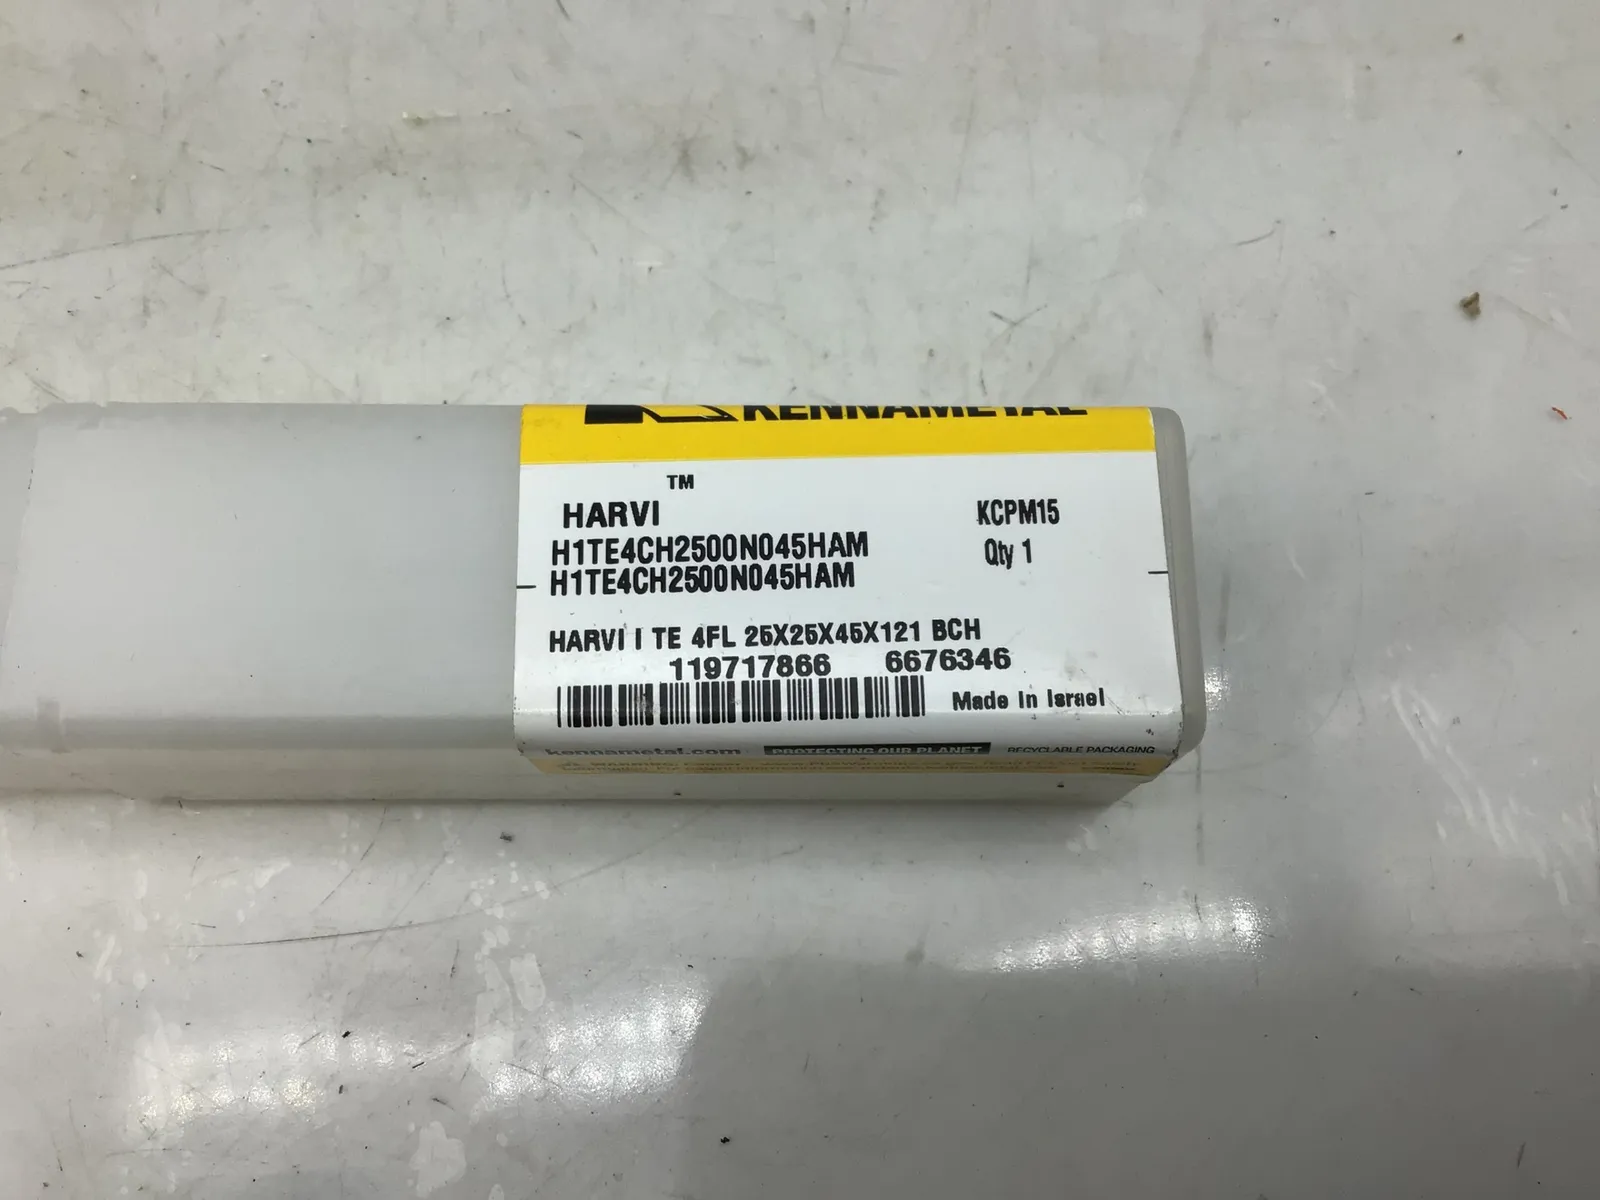 KENNAMETAL
TM
HARVI KCPM15
H1TE4CH2500N045HAM Qty 1
H1TE4CH2500N045HAM
HARVI I TE 4FL 25X25X45X121 BCH
119717866 6676346
Made in Israel
kennametal.com PROTECTING OUR PLANET RECYCLABLE PACKAGING